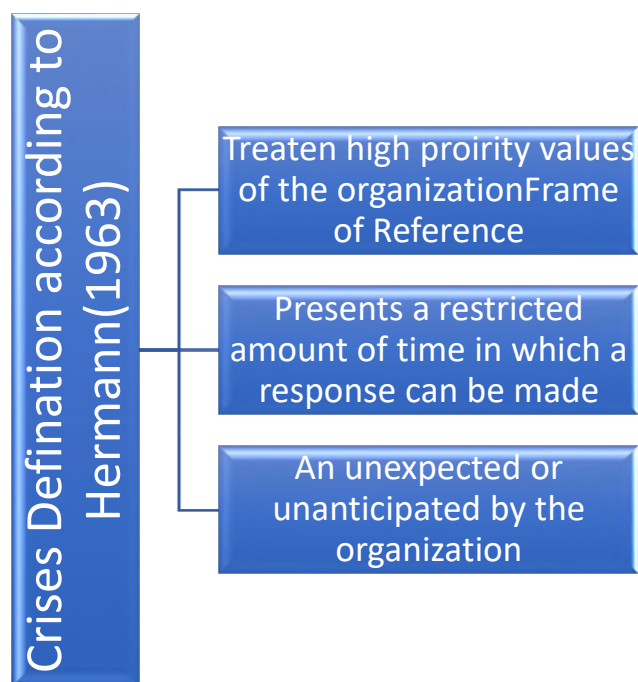 Crises Defination according to
Hermann(1963)
Treaten high proirity values
of the organizationFrame
of Reference
Presents a restricted
amount of time in which a
response can be made
An unexpected or
unanticipated by the
organization